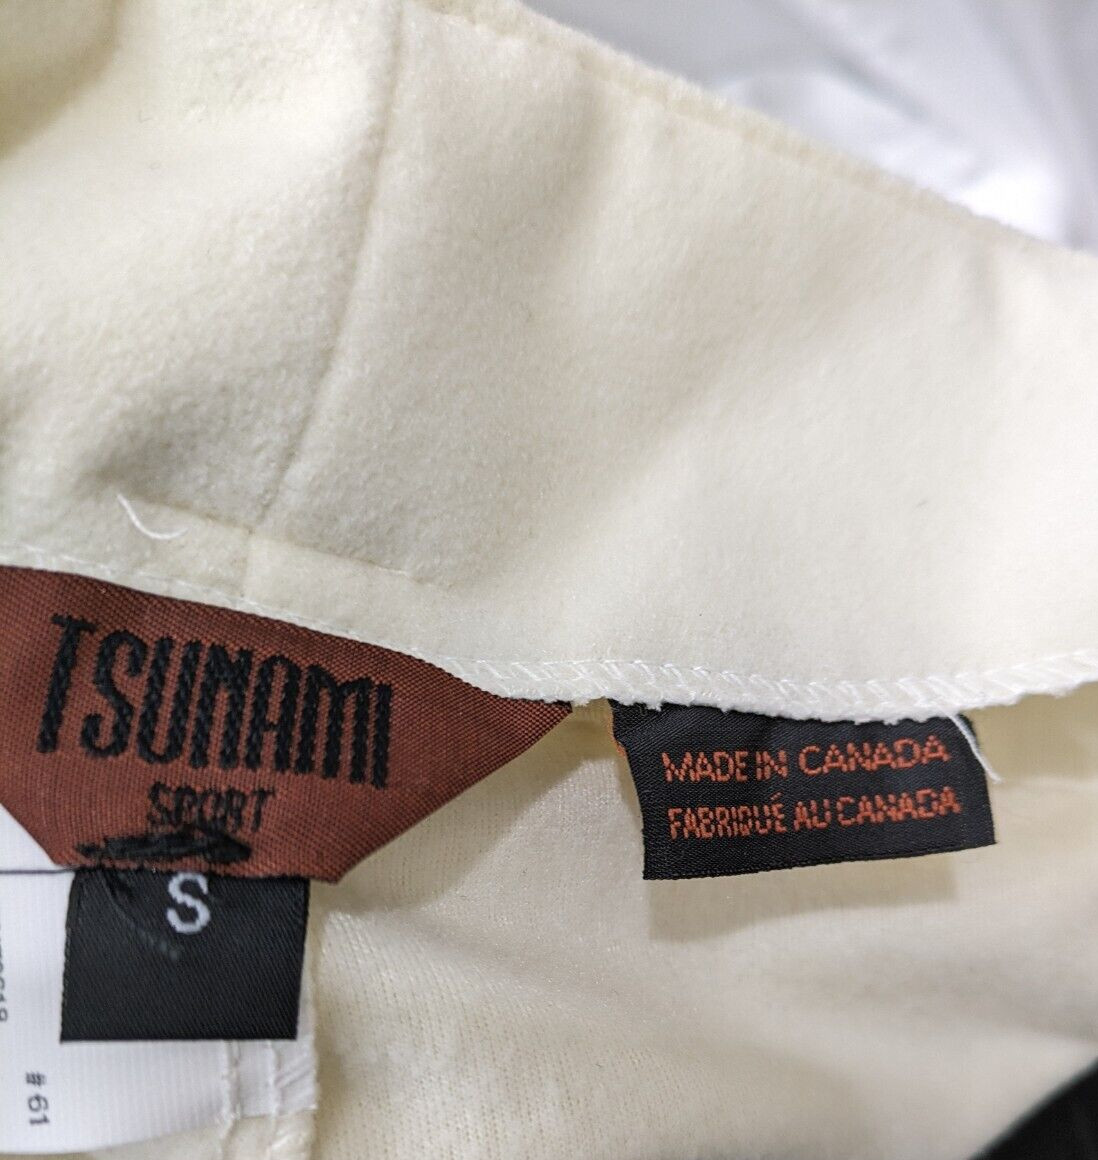 TSUNAMI
SPORT
S
MADE IN CANADA
FABRIQUÉ AU CANADA
# 61